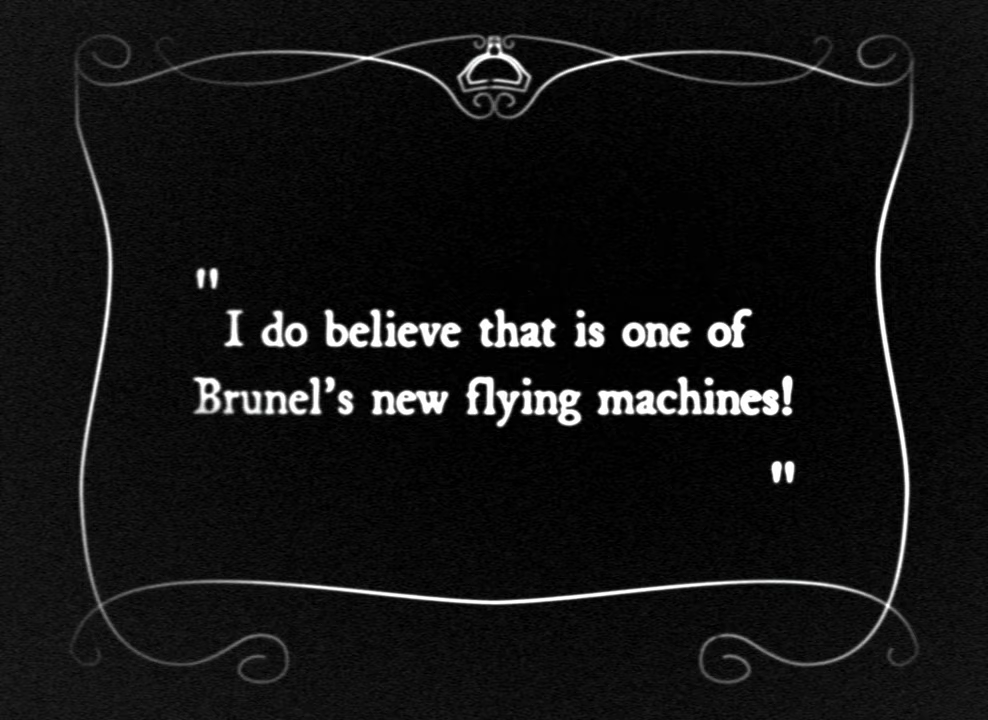 "
I do believe that is one of
Brunel's new flying machines!
"